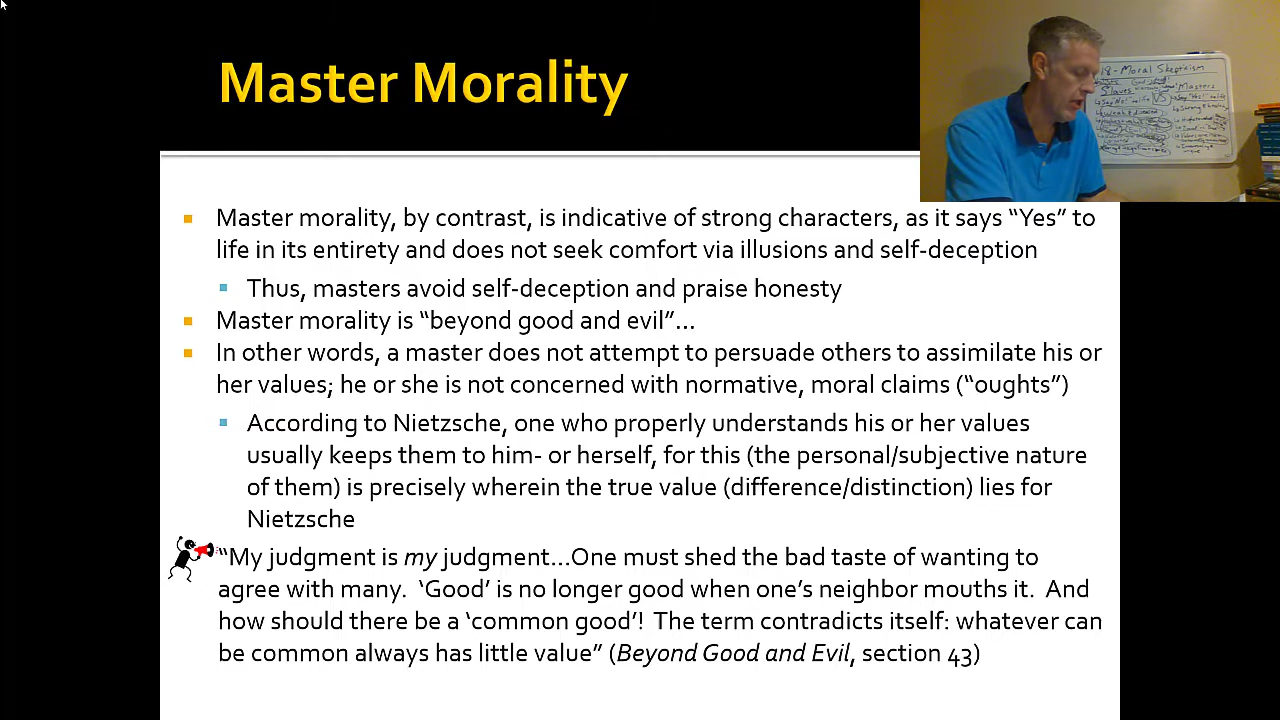 Master Morality
18 - Moral Skepticism
Slaves
VS
Masters
Master morality, by contrast, is indicative of strong characters, as it says “Yes” to
life in its entirety and does not seek comfort via illusions and self-deception
Thus, masters avoid self-deception and praise honesty
Master morality is “beyond good and evil”…
In other words, a master does not attempt to persuade others to assimilate his or
her values; he or she is not concerned with normative, moral claims (“oughts”)
According to Nietzsche, one who properly understands his or her values
usually keeps them to him- or herself, for this (the personal/subjective nature
of them) is precisely wherein the true value (difference/distinction) lies for
Nietzsche
“My judgment is my judgment…One must shed the bad taste of wanting to
agree with many. ‘Good’ is no longer good when one’s neighbor mouths it. And
how should there be a ‘common good’! The term contradicts itself: whatever can
be common always has little value” (Beyond Good and Evil, section 43)